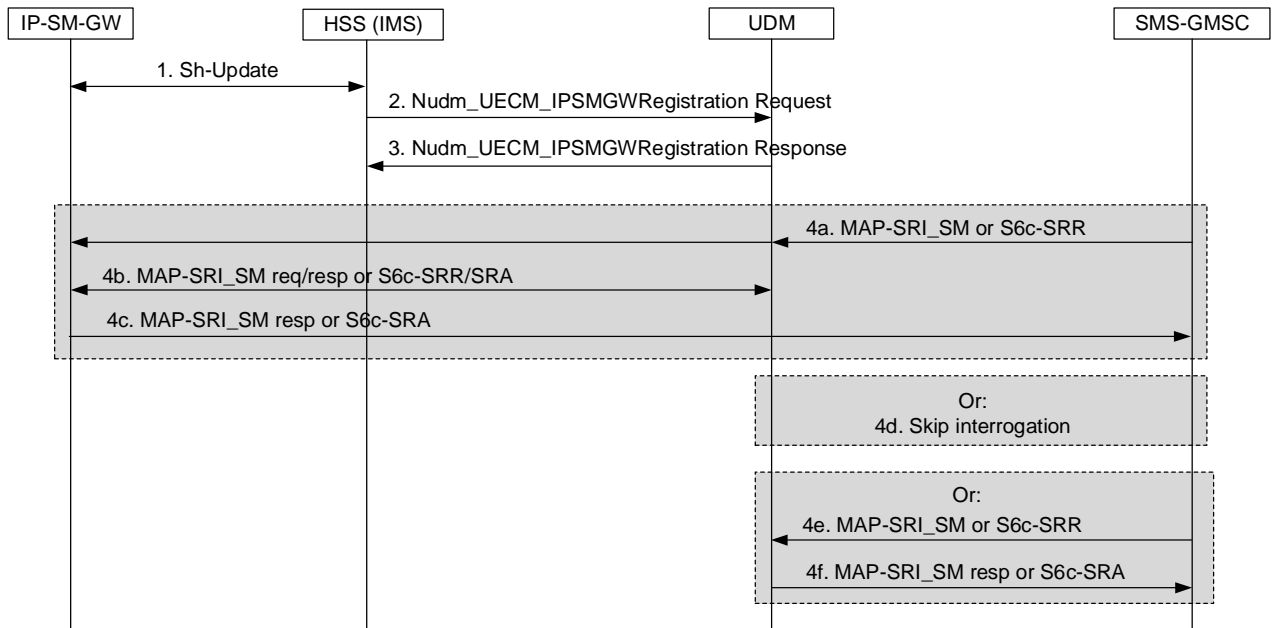 IP-SM-GW
HSS (IMS)
UDM
SMS-GMSC
1. Sh-Update
2. Nudm_UECM_IPSMGWRegistration Request
3. Nudm_UECM_IPSMGWRegistration Response
4a. MAP-SRI_SM or S6c-SRR
4b. MAP-SRI_SM req/resp or S6c-SRR/SRA
4c. MAP-SRI_SM resp or S6c-SRA
Or:
4d. Skip interrogation
Or:
4e. MAP-SRI_SM or S6c-SRR
4f. MAP-SRI_SM resp or S6c-SRA